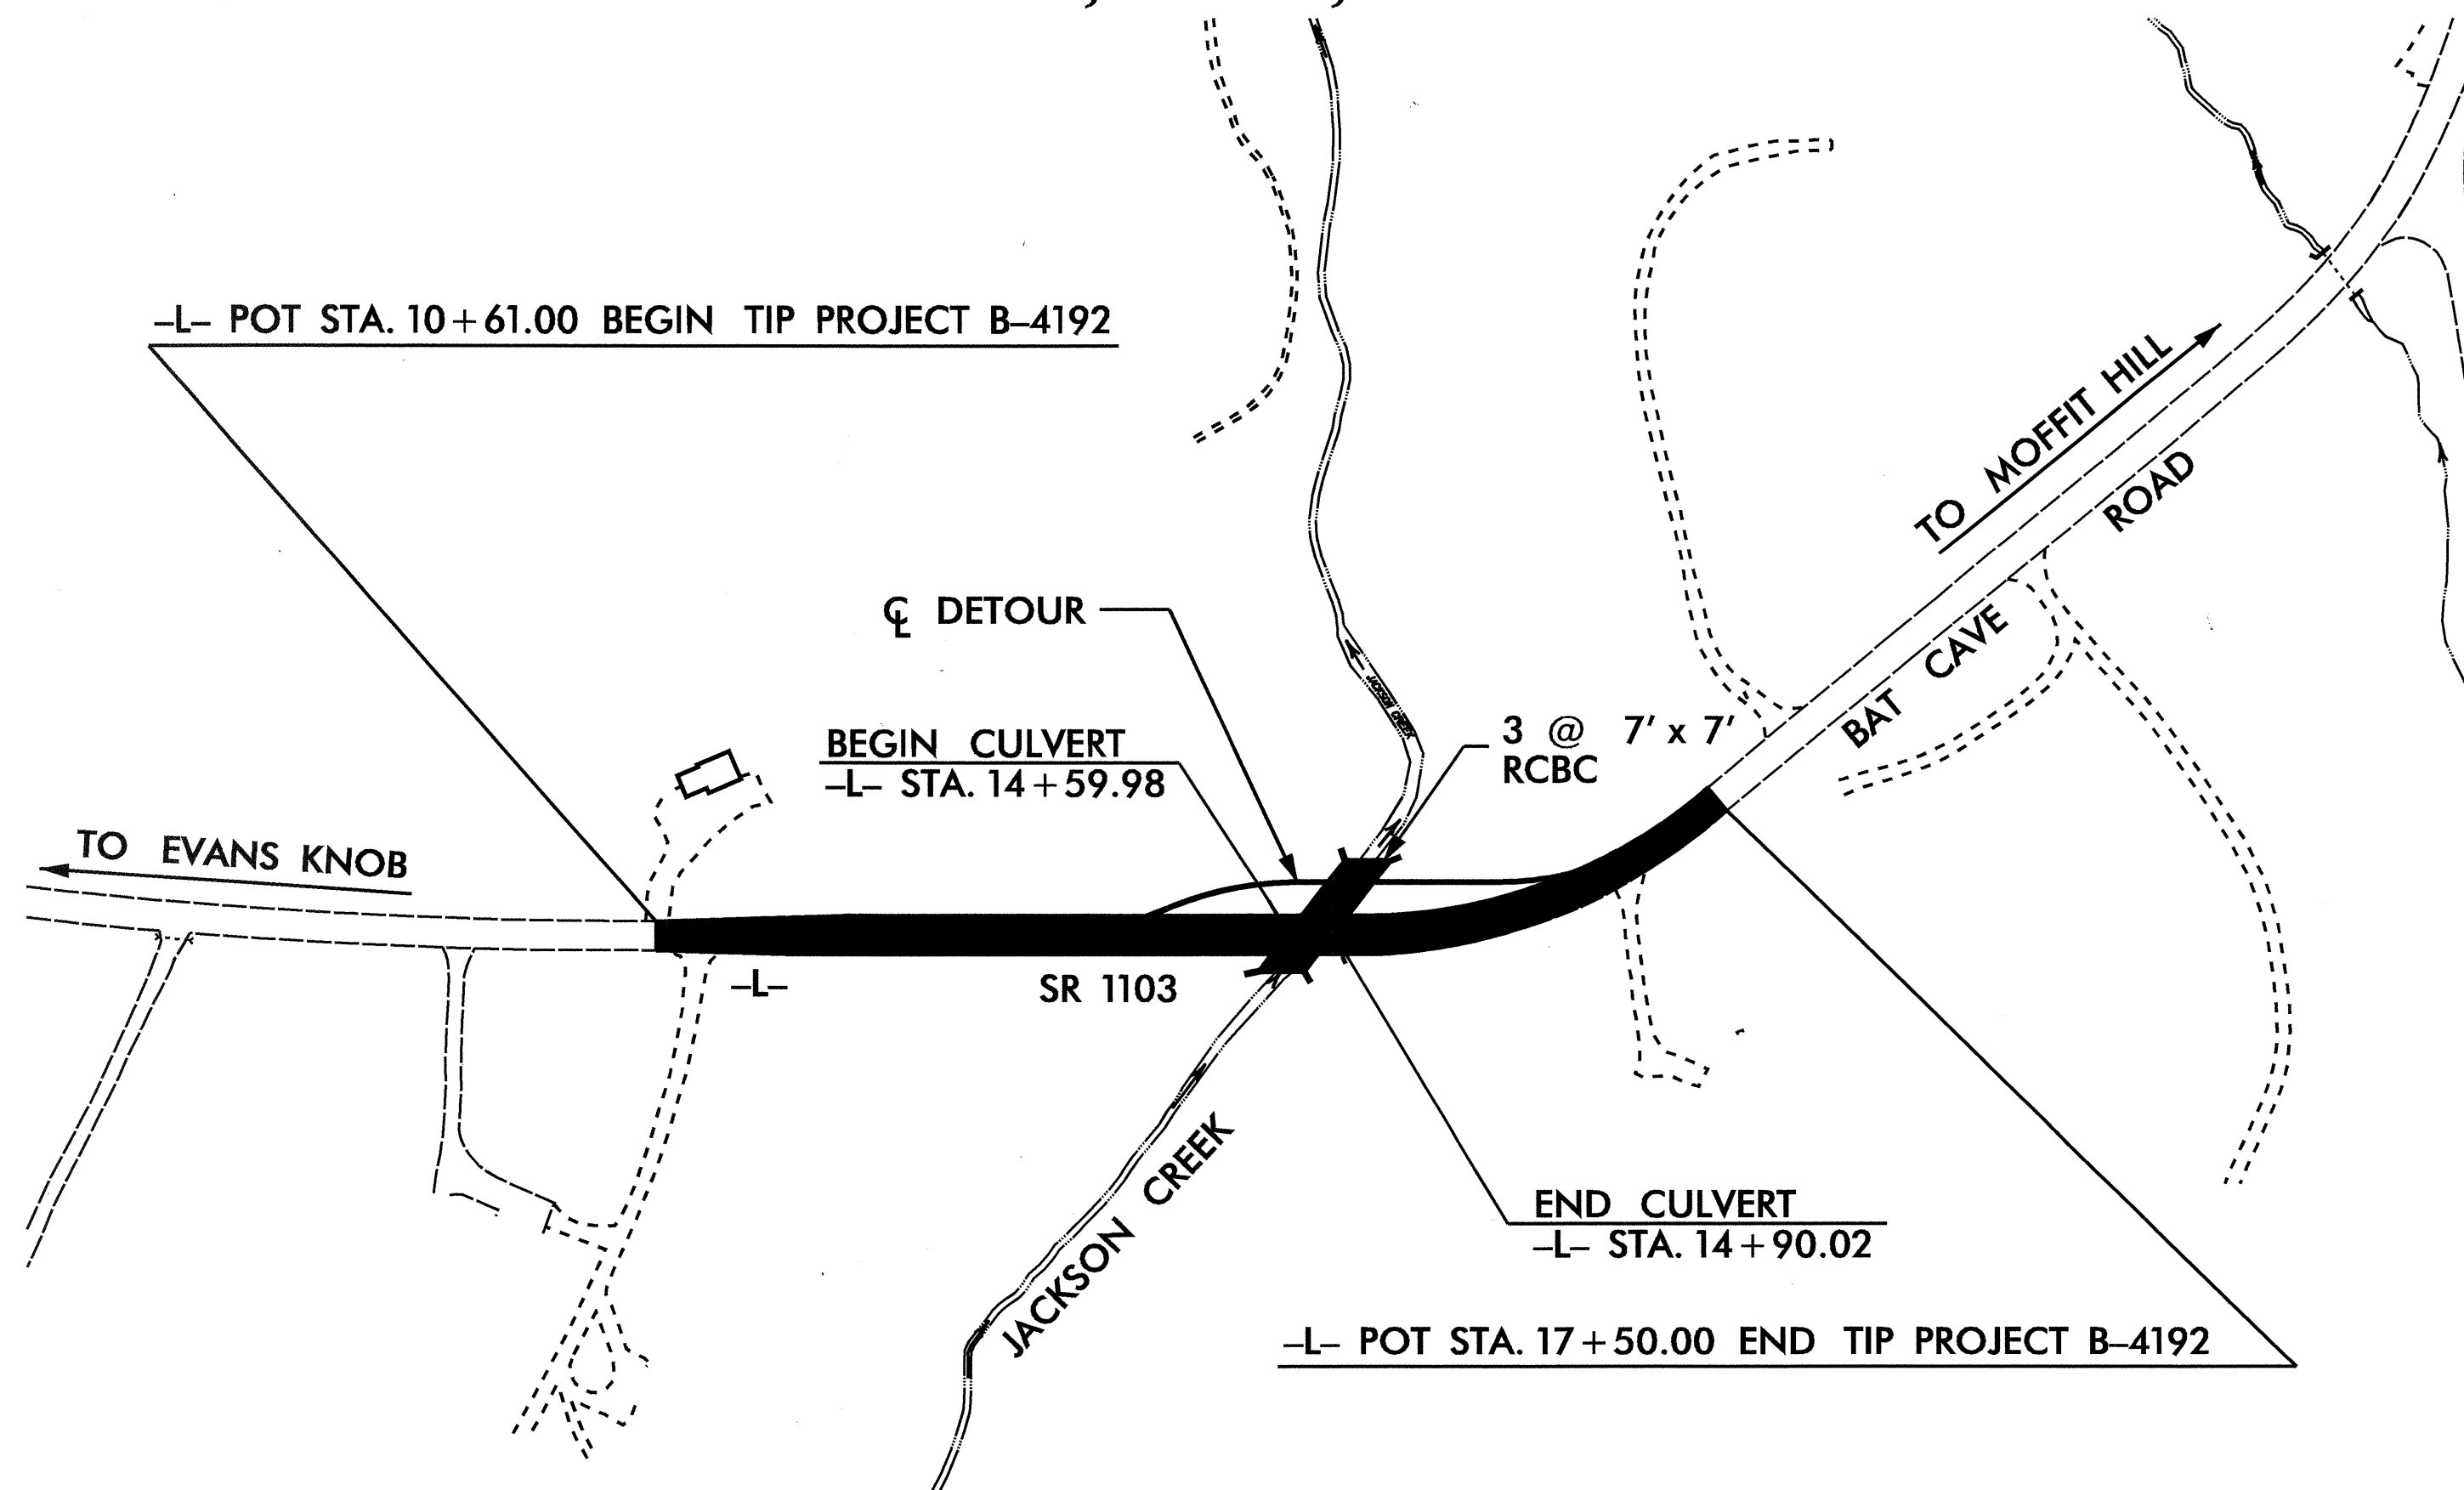 –L– POT STA. 10+61.00 BEGIN TIP PROJECT B–4192
TO MOFFIT HILL
BAT CAVE ROAD
℄ DETOUR
BEGIN CULVERT
–L– STA. 14+59.98
3 @ 7' x 7'
RCBC
JACKSON CREEK
TO EVANS KNOB
–L–
SR 1103
JACKSON CREEK
END CULVERT
–L– STA. 14+90.02
–L– POT STA. 17+50.00 END TIP PROJECT B–4192